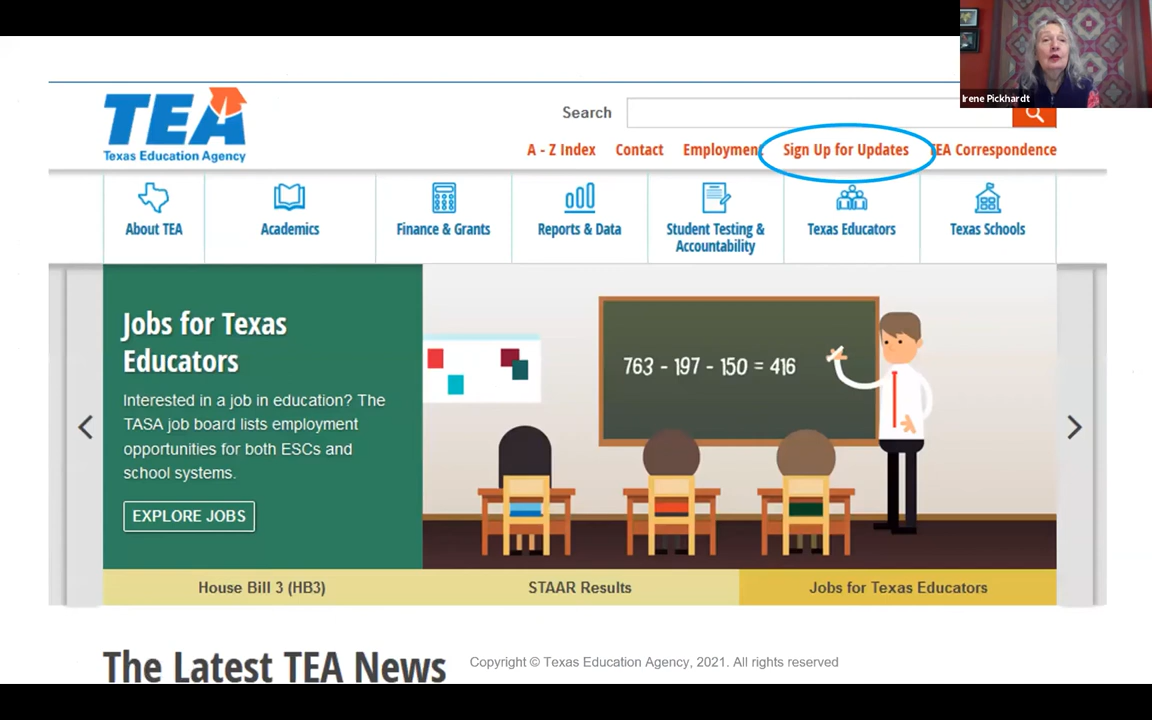 Irene Pickhardt
TEA
Texas Education Agency
Search
A - Z Index Contact Employment Sign Up for Updates TEA Correspondence
About TEA Academics Finance & Grants Reports & Data Student Testing & Texas Educators Texas Schools
Accountability
Jobs for Texas
Educators
Interested in a job in education? The
TASA job board lists employment
opportunities for both ESCs and
school systems.
EXPLORE JOBS
763 - 197 - 150 = 416
House Bill 3 (HB3) STAAR Results Jobs for Texas Educators
The Latest TEA News
Copyright © Texas Education Agency, 2021. All rights reserved